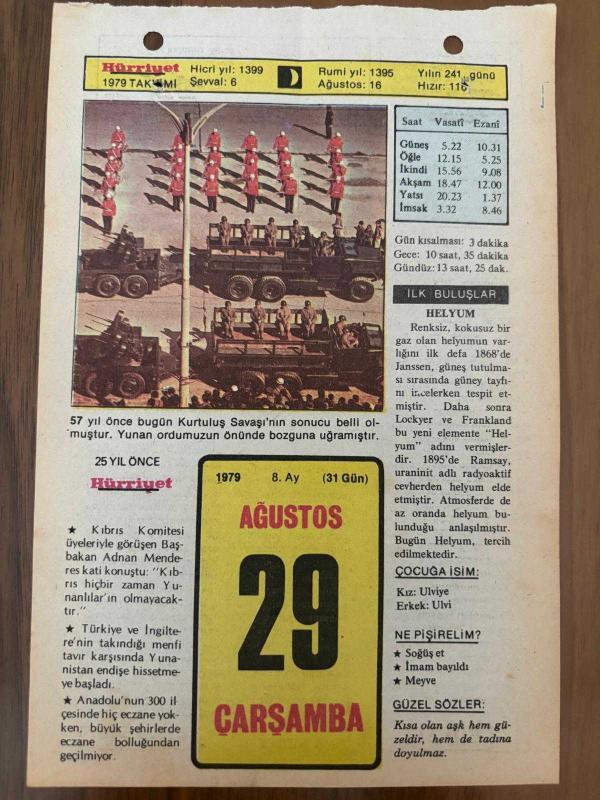 Hürriyet
1979 TAKVİMİ
Hicri yıl: 1399
Şevval: 6
Rumi yıl: 1395
Ağustos: 16
Yılın 241. günü
Hızır: 116
Saat Vasatî Ezanî
Güneş 5.22 10.31
Öğle 12.15 5.25
İkindi 15.56 9.08
Akşam 18.47 12.00
Yatsı 20.23 1.37
İmsak 3.32 8.46
Gün kısalması: 3 dakika
Gece: 10 saat, 35 dakika
Gündüz: 13 saat, 25 dak.
İLK BULUŞLAR
HELYUM
Renksiz, kokusuz bir
gaz olan helyumun var-
lığını ilk defa 1868'de
Janssen, güneş tutulma-
sı sırasında güney tayfı-
nı incelerken tespit et-
miştir. Daha sonra
Lockyer ve Frankland
bu yeni elemente "Hel-
yum" adını vermişler-
dir. 1895'de Ramsay,
uraninit adlı radyoaktif
cevherden helyum elde
etmiştir. Atmosferde de
az oranda helyum bu-
lunduğu anlaşılmıştır.
Bugün Helyum, tercih
edilmektedir.
ÇOCUĞA İSİM:
Kız: Ulviye
Erkek: Ulvi
NE PİŞİRELİM?
★ Soğüş et
★ İmam bayıldı
★ Meyve
GÜZEL SÖZLER:
Kısa olan aşk hem gü-
zeldir, hem de tadına
doyulmaz.
57 yıl önce bugün Kurtuluş Savaşı'nın sonucu belli ol-
muştur. Yunan ordumuzun önünde bozguna uğramıştır.
25 YIL ÖNCE
Hürriyet
★ Kıbrıs Komitesi
üyeleriyle görüşen Baş-
bakan Adnan Mende-
res kati konuştu: "Kıb-
rıs hiçbir zaman Yu-
nanlılar'ın olmayacak-
tır."
★ Türkiye ve İngilte-
re'nin takındığı menfi
tavır karşısında Yuna-
nistan endişe hissetme-
ye başladı.
★ Anadolu'nun 300 il
çesinde hiç eczane yok-
ken, büyük şehirlerde
eczane bolluğundan
geçilmiyor.
1979 8. Ay (31 Gün)
AĞUSTOS
29
ÇARŞAMBA